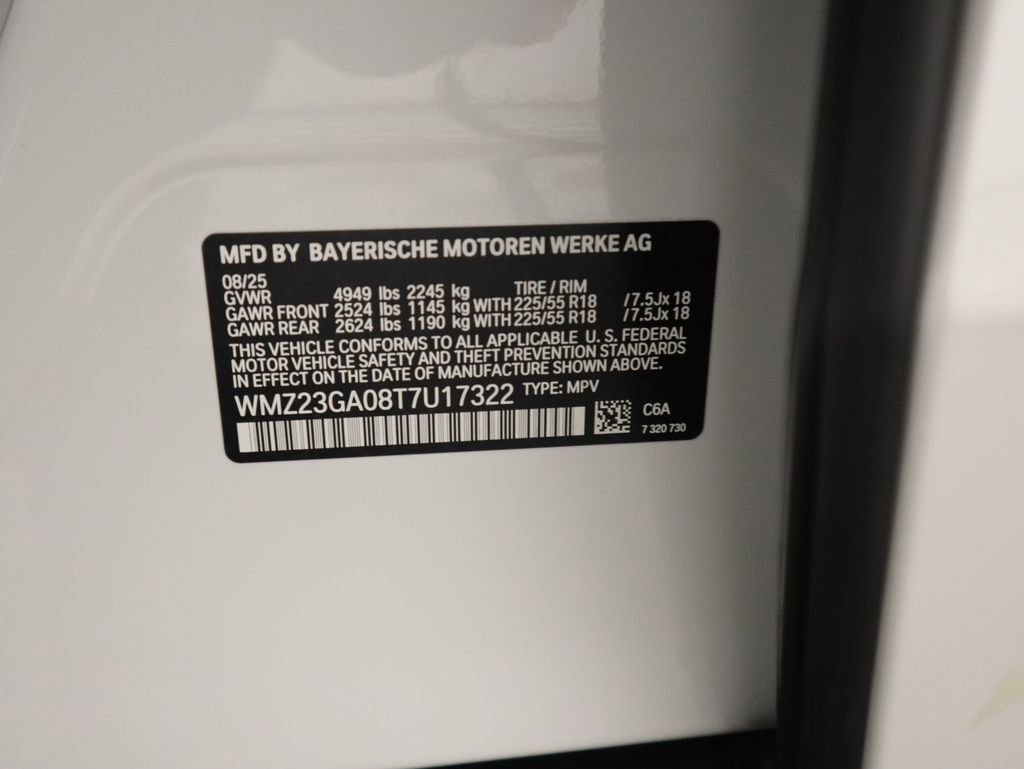 MFD BY BAYERISCHE MOTOREN WERKE AG
08/25
GVWR 4949 lbs 2245 kg TIRE / RIM
GAWR FRONT 2524 lbs 1145 kg WITH 225/55 R18 /7.5Jx 18
GAWR REAR 2624 lbs 1190 kg WITH 225/55 R18 /7.5Jx 18
THIS VEHICLE CONFORMS TO ALL APPLICABLE U. S. FEDERAL
MOTOR VEHICLE SAFETY AND THEFT PREVENTION STANDARDS
IN EFFECT ON THE DATE OF MANUFACTURE SHOWN ABOVE.
WMZ23GA08T7U17322 TYPE: MPV
C6A
7 320 730